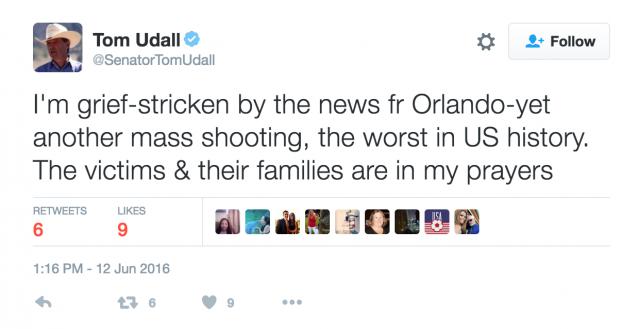 Tom Udall
@SenatorTomUdall
Follow
I'm grief-stricken by the news fr Orlando-yet
another mass shooting, the worst in US history.
The victims & their families are in my prayers
RETWEETS LIKES
6 9
USA
1:16 PM - 12 Jun 2016
6 9